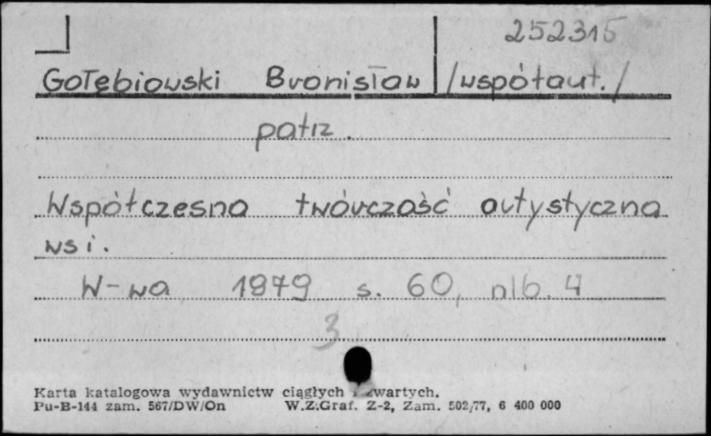 252315
Gołębiowski Bronisław /współaut./
patrz.
Współczesna twórczość artystyczna
wsi.
W-wa 1979 s. 60, nlb. 4
3
Karta katalogowa wydawnictw ciągłych i zwartych.
Pu-B-144 zam. 567/DW/On W.Z.Graf. Z-2, Zam. 502/77, 6 400 000